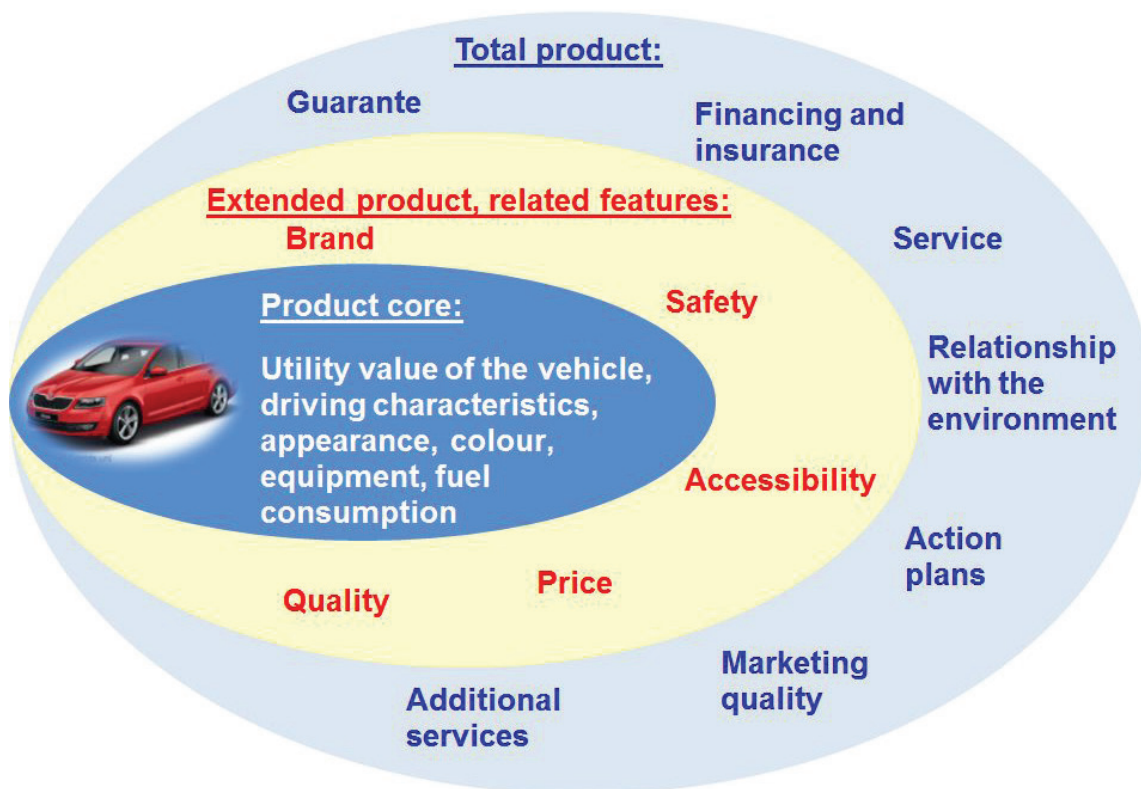 Total product:
Guarante
Financing and
insurance
Extended product, related features:
Brand
Service
Safety
Product core:
Utility value of the vehicle,
driving characteristics,
appearance, colour,
equipment, fuel
consumption
Relationship
with the
environment
Accessibility
Action
plans
Price
Quality
Marketing
quality
Additional
services